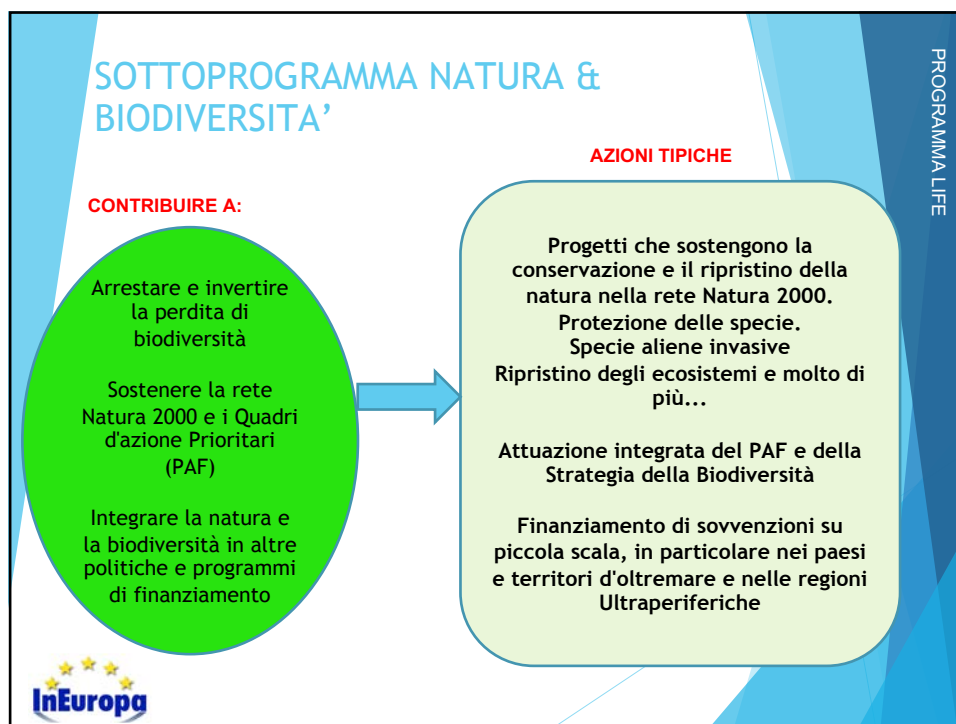 SOTTOPROGRAMMA NATURA &
BIODIVERSITA’
PROGRAMMA LIFE
CONTRIBUIRE A:
Arrestare e invertire
la perdita di
biodiversità
Sostenere la rete
Natura 2000 e i Quadri
d'azione Prioritari
(PAF)
Integrare la natura e
la biodiversità in altre
politiche e programmi
di finanziamento
AZIONI TIPICHE
Progetti che sostengono la
conservazione e il ripristino della
natura nella rete Natura 2000.
Protezione delle specie.
Specie aliene invasive
Ripristino degli ecosistemi e molto di
più...
Attuazione integrata del PAF e della
Strategia della Biodiversità
Finanziamento di sovvenzioni su
piccola scala, in particolare nei paesi
e territori d'oltremare e nelle regioni
Ultraperiferiche
InEuropa